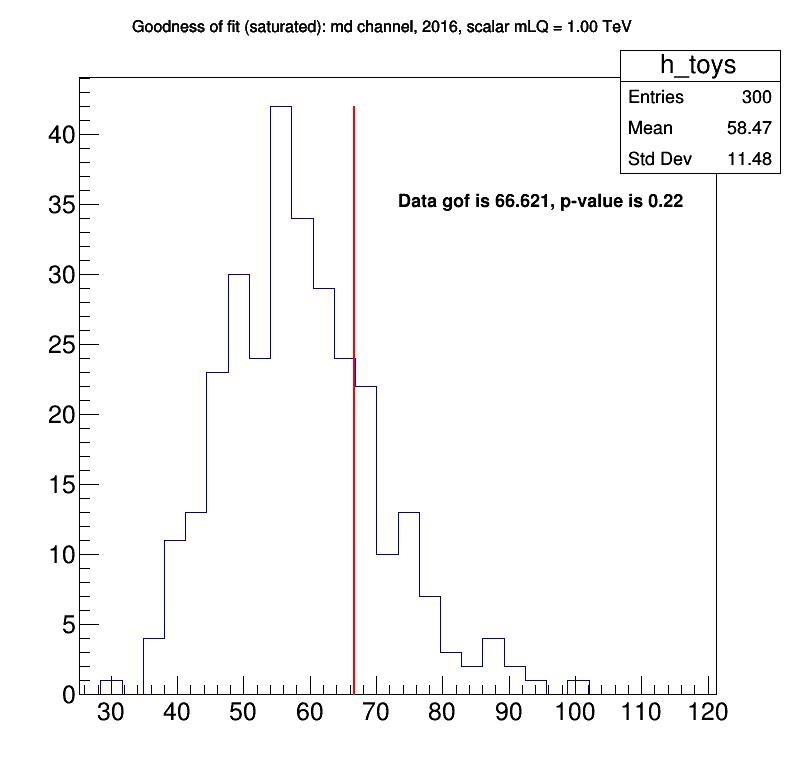 Goodness of fit (saturated): md channel, 2016, scalar mLQ = 1.00 TeV
h_toys
Entries 300
Mean 58.47
Std Dev 11.48
Data gof is 66.621, p-value is 0.22
40
35
30
25
20
15
10
5
0
30 40 50 60 70 80 90 100 110 120